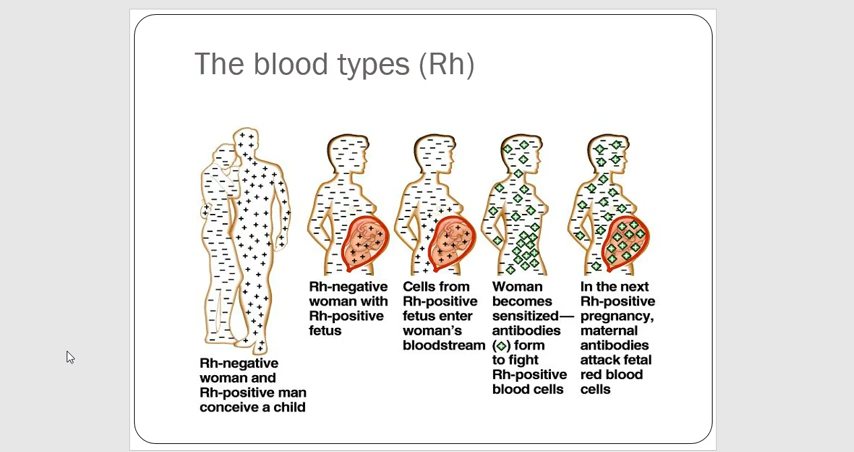 The blood types (Rh)
Rh-negative
woman and
Rh-positive man
conceive a child
Rh-negative
woman with
Rh-positive
fetus
Cells from
Rh-positive
fetus enter
woman's
bloodstream
Woman
becomes
sensitized—
antibodies
(◇) form
to fight
Rh-positive
blood cells
In the next
Rh-positive
pregnancy,
maternal
antibodies
attack fetal
red blood
cells